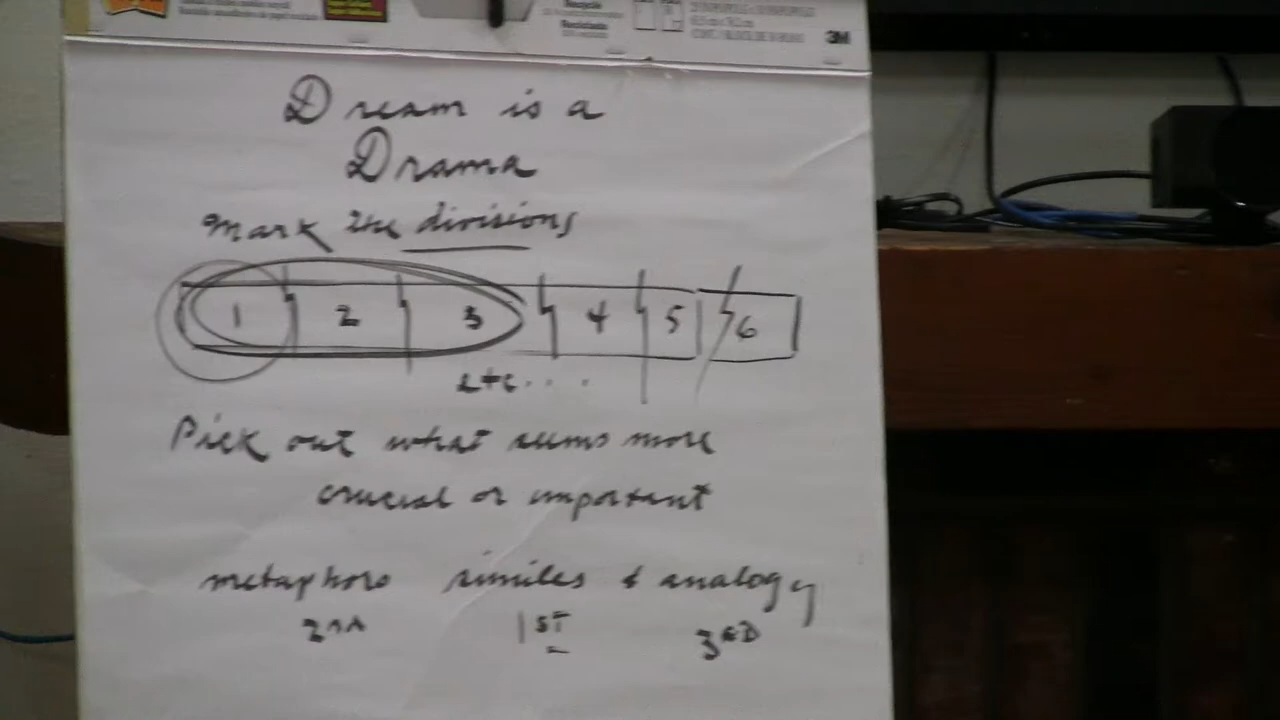 3M
Dream is a
Drama
Mark the divisions
1 2 3 4 5 6
etc....
Pick out what seems more
crucial or important
metaphors similes & analogy
2nd 1ST 3RD